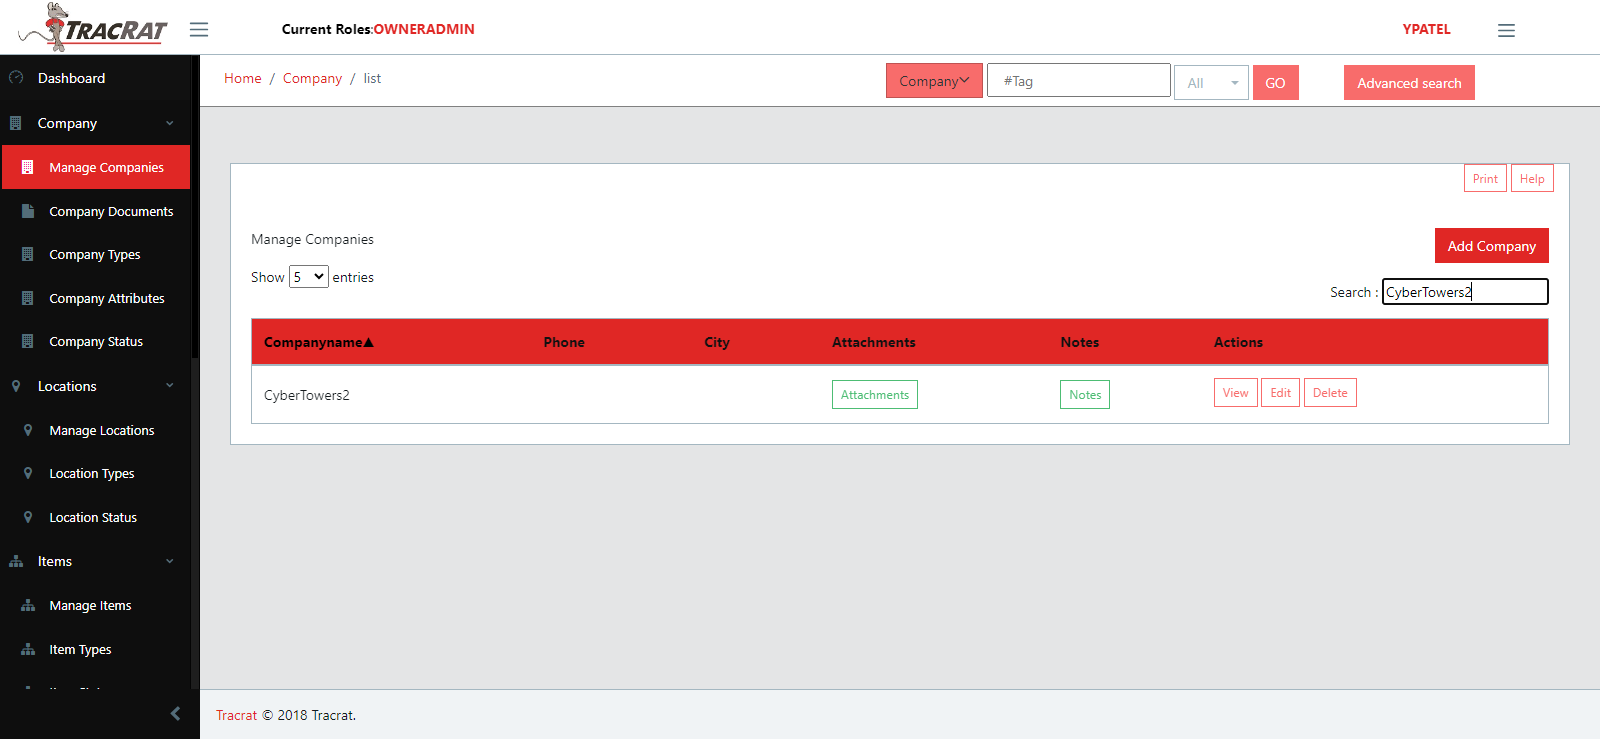 TRACRAT
Current Roles:OWNERADMIN
YPATEL
Dashboard
Company
Manage Companies
Company Documents
Company Types
Company Attributes
Company Status
Locations
Manage Locations
Location Types
Location Status
Items
Manage Items
Item Types
Home / Company / list
Company
#Tag
All
GO
Advanced search
Print
Help
Manage Companies
Add Company
Show 5 entries
Search : CyberTowers2
Companyname▲ Phone City Attachments Notes Actions
CyberTowers2 Attachments Notes View Edit Delete
Tracrat © 2018 Tracrat.